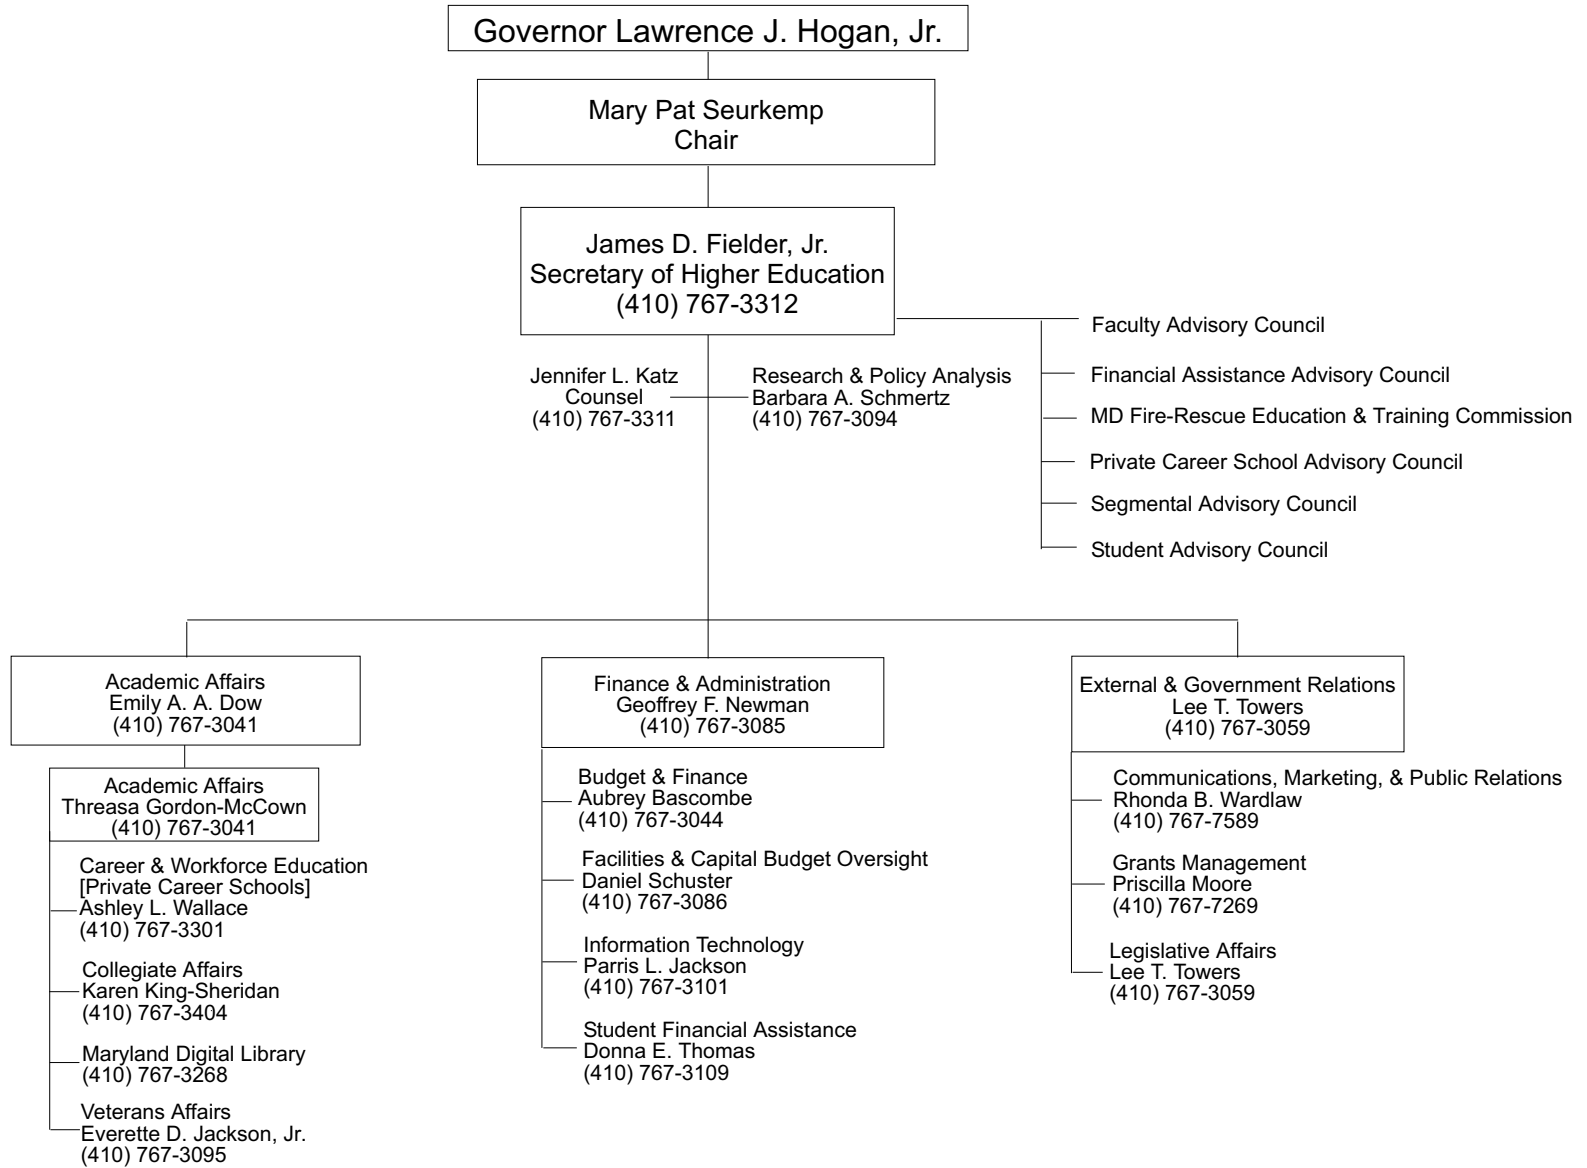 Governor Lawrence J. Hogan, Jr.
Mary Pat Seurkemp
Chair
James D. Fielder, Jr.
Secretary of Higher Education
(410) 767-3312
Jennifer L. Katz
Counsel
(410) 767-3311
Research & Policy Analysis
Barbara A. Schmertz
(410) 767-3094
Faculty Advisory Council
Financial Assistance Advisory Council
MD Fire-Rescue Education & Training Commission
Private Career School Advisory Council
Segmental Advisory Council
Student Advisory Council
Academic Affairs
Emily A. A. Dow
(410) 767-3041
Academic Affairs
Threasa Gordon-McCown
(410) 767-3041
Career & Workforce Education
[Private Career Schools]
Ashley L. Wallace
(410) 767-3301
Collegiate Affairs
Karen King-Sheridan
(410) 767-3404
Maryland Digital Library
(410) 767-3268
Veterans Affairs
Everette D. Jackson, Jr.
(410) 767-3095
Finance & Administration
Geoffrey F. Newman
(410) 767-3085
Budget & Finance
Aubrey Bascombe
(410) 767-3044
Facilities & Capital Budget Oversight
Daniel Schuster
(410) 767-3086
Information Technology
Parris L. Jackson
(410) 767-3101
Student Financial Assistance
Donna E. Thomas
(410) 767-3109
External & Government Relations
Lee T. Towers
(410) 767-3059
Communications, Marketing, & Public Relations
Rhonda B. Wardlaw
(410) 767-7589
Grants Management
Priscilla Moore
(410) 767-7269
Legislative Affairs
Lee T. Towers
(410) 767-3059